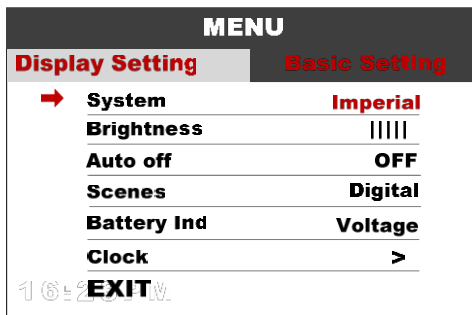 MENU
Display Setting Basic Setting
System Imperial
Brightness |||||
Auto off OFF
Scenes Digital
Battery Ind Voltage
Clock >
EXIT